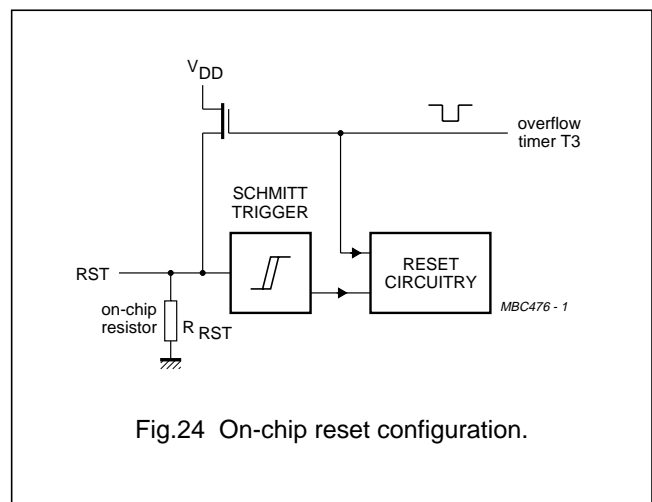 VDD
overflow
timer T3
SCHMITT
TRIGGER
RST
RESET
CIRCUITRY
MBC476 - 1
on-chip
resistor
RRST
Fig.24 On-chip reset configuration.